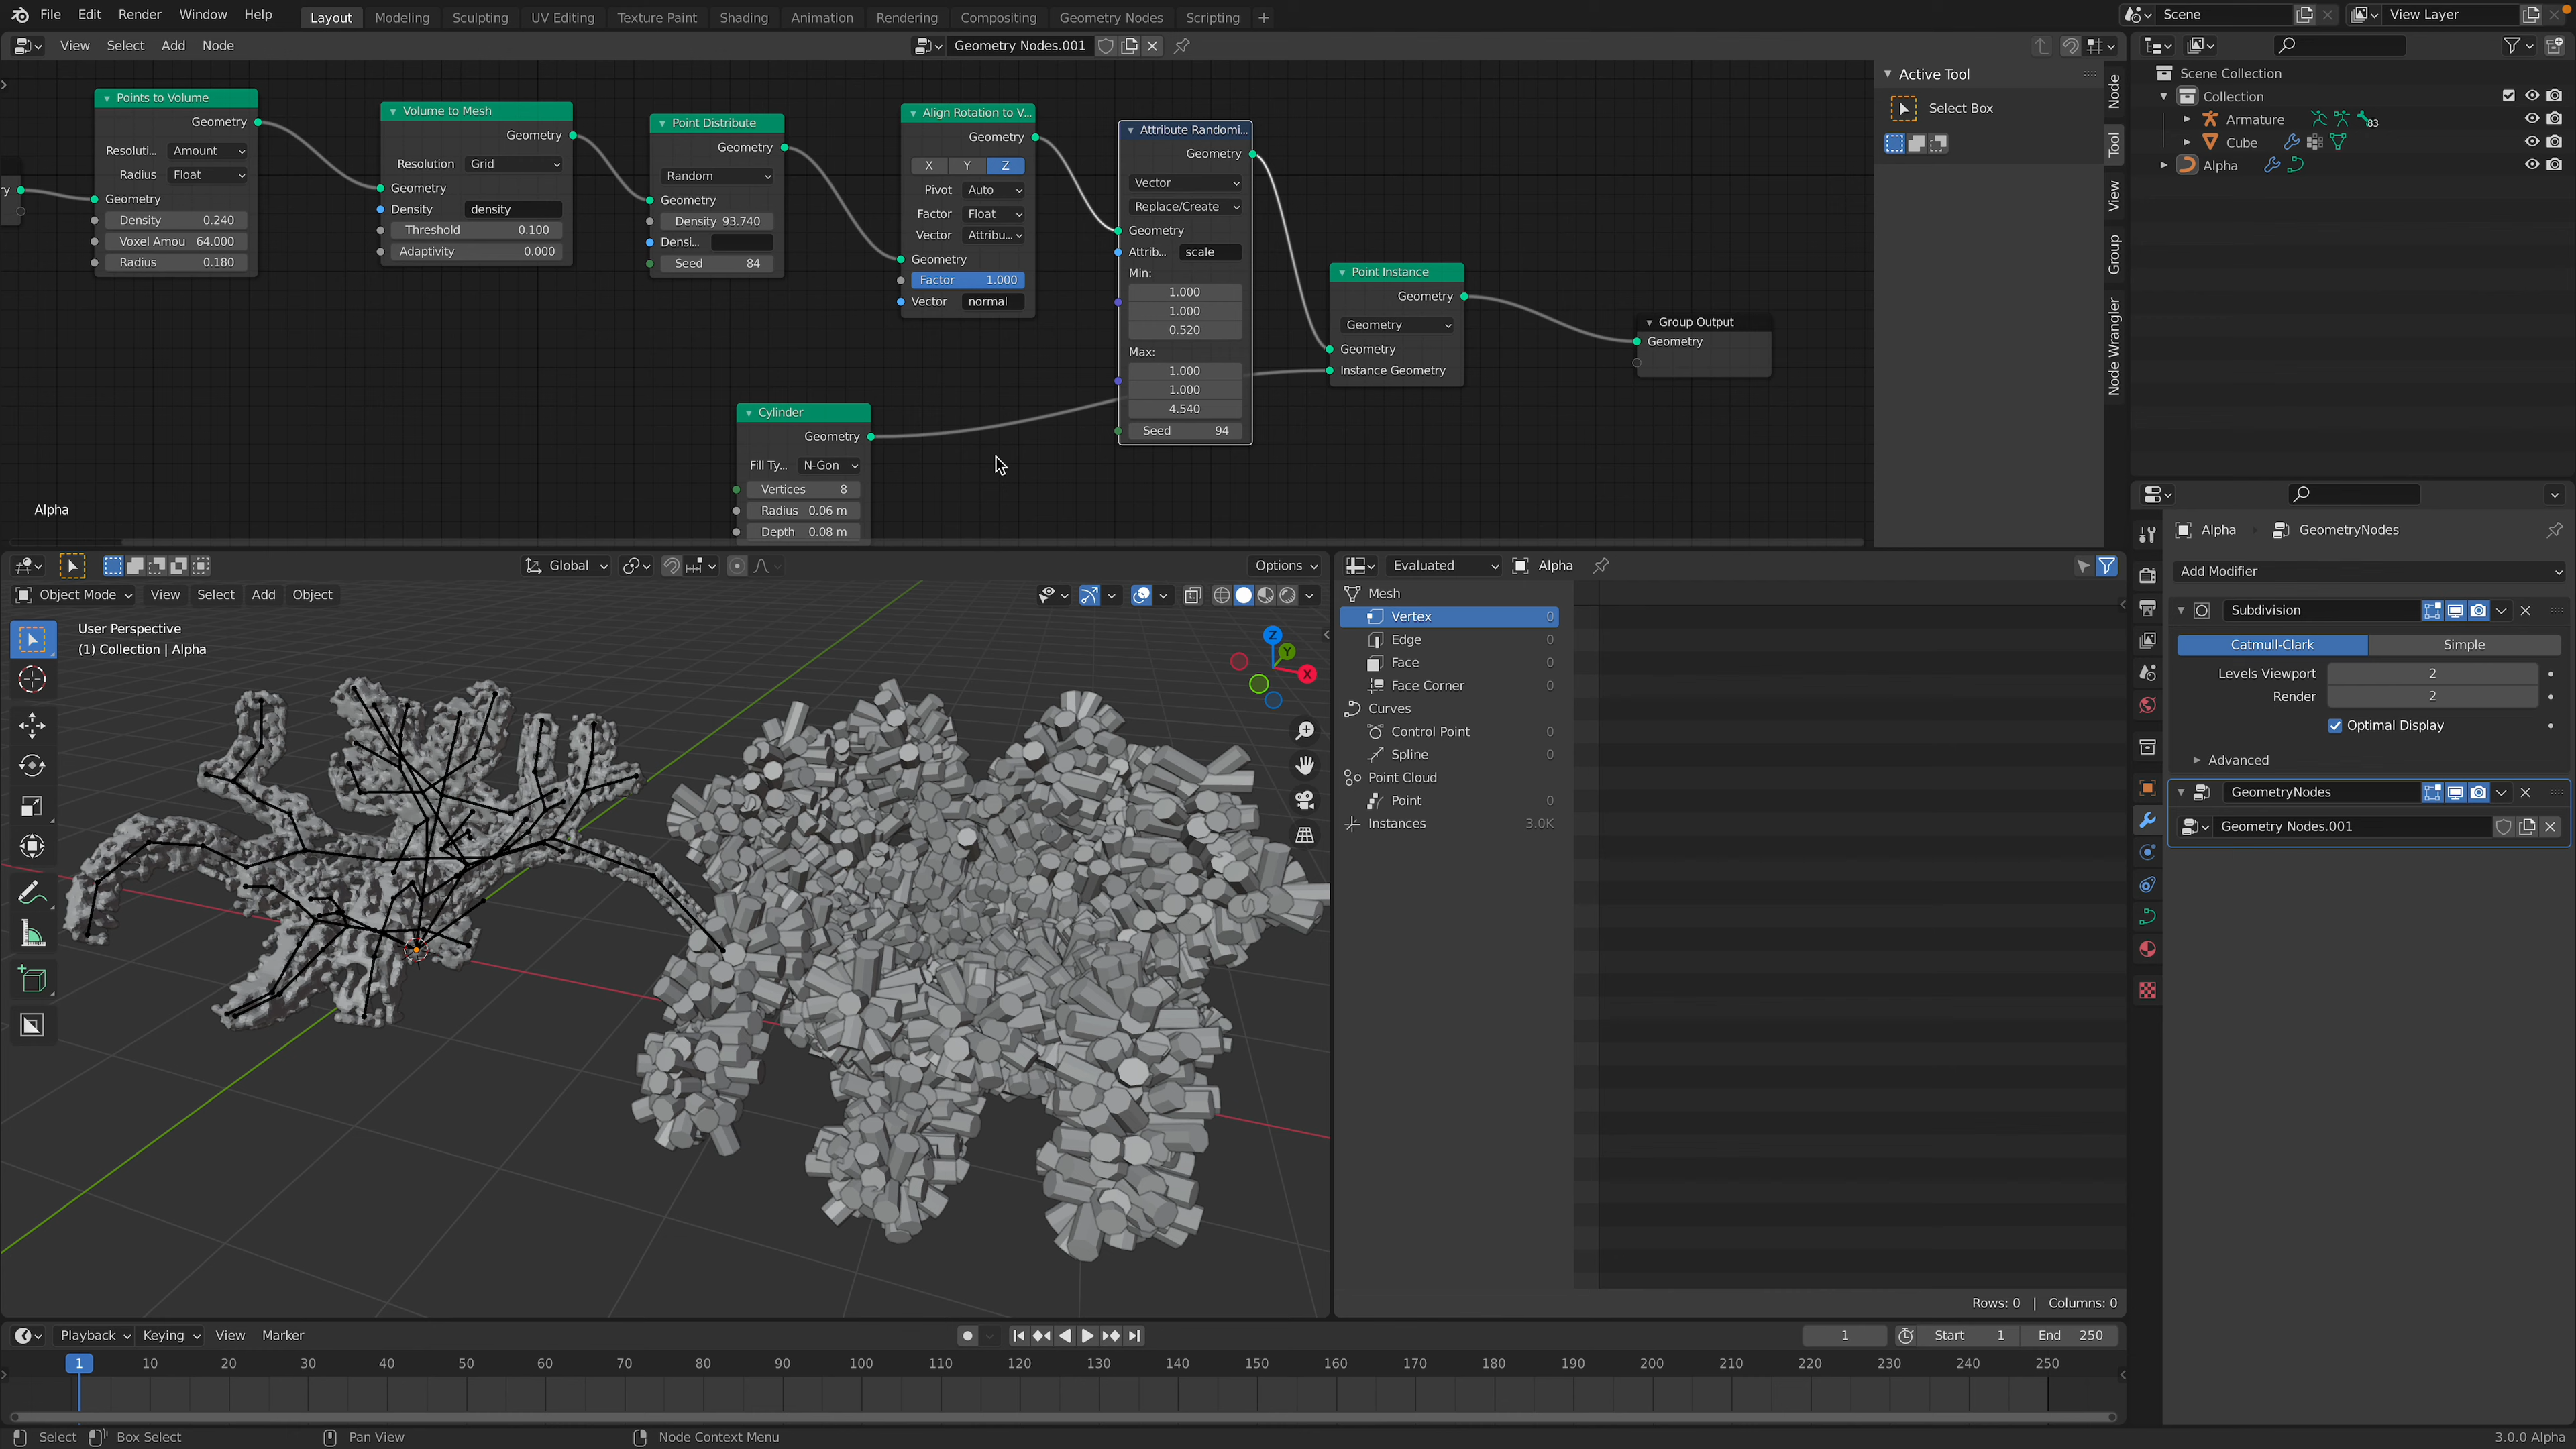 File Edit Render Window Help Layout Modeling Sculpting UV Editing Texture Paint Shading Animation Rendering Compositing Geometry Nodes Scripting Scene View Layer
View Select Add Node Geometry Nodes.001
Points to Volume
Geometry
Resoluti... Amount
Radius Float
Geometry
Density 0.240
Voxel Amou 64.000
Radius 0.180
Volume to Mesh
Geometry
Resolution Grid
Geometry
Density density
Threshold 0.100
Adaptivity 0.000
Point Distribute
Geometry
Random
Geometry
Density 93.740
Densi...
Seed 84
Align Rotation to V...
Geometry
X Y Z
Pivot Auto
Factor Float
Vector Attribu...
Geometry
Factor 1.000
Vector normal
Attribute Randomi...
Geometry
Vector
Replace/Create
Geometry
Attrib... scale
Min:
1.000
1.000
0.520
Max:
1.000
1.000
4.540
Seed 94
Point Instance
Geometry
Geometry
Geometry
Instance Geometry
Group Output
Geometry
Cylinder
Geometry
Fill Ty... N-Gon
Vertices 8
Radius 0.06 m
Depth 0.08 m
Alpha
Active Tool
Select Box
Node
Tool
View
Group
Node Wrangler
Scene Collection
Collection
Armature 83
Cube
Alpha
Global Options
Object Mode View Select Add Object
User Perspective
(1) Collection | Alpha
Z
Y
X
Evaluated Alpha
Mesh
Vertex 0
Edge 0
Face 0
Face Corner 0
Curves
Control Point 0
Spline 0
Point Cloud
Point 0
Instances 3.0K
Rows: 0 | Columns: 0
Alpha GeometryNodes
Add Modifier
Subdivision
Catmull-Clark Simple
Levels Viewport 2
Render 2
Optimal Display
Advanced
GeometryNodes
Geometry Nodes.001
Playback Keying View Marker 1 Start 1 End 250
1 10 20 30 40 50 60 70 80 90 100 110 120 130 140 150 160 170 180 190 200 210 220 230 240 250
Select Box Select Pan View Node Context Menu 3.0.0 Alpha